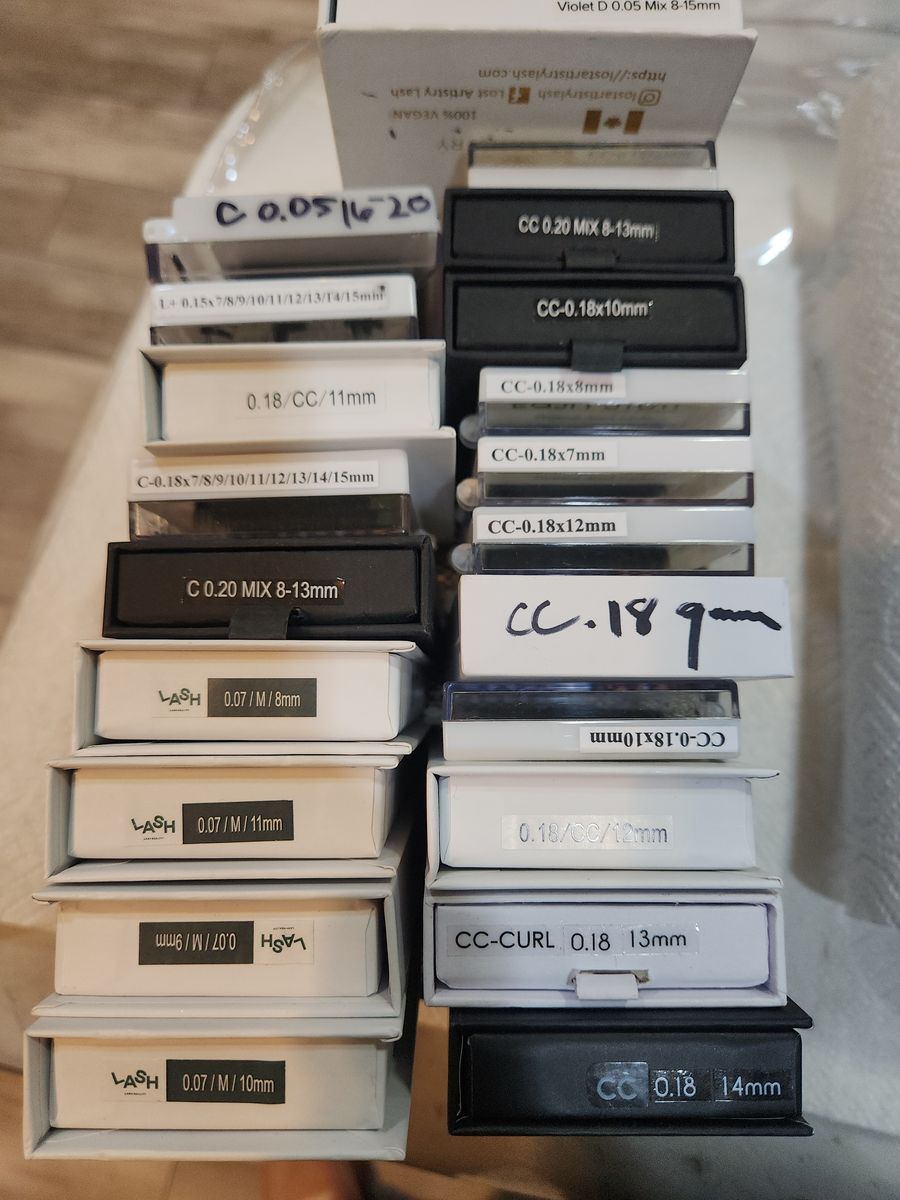 Violet D 0.05 Mix 8-15mm
https://lostartistrylash.com
lostartistrylash Lost Artistry Lash
100% VEGAN
C 0.05 16-20
L+ 0.15x7/8/9/10/11/12/13/14/15mm
0.18/CC/11mm
C-0.18x7/8/9/10/11/12/13/14/15mm
C 0.20 MIX 8-13mm
LASH 0.07 / M / 8mm
LASH 0.07 / M / 11mm
LASH 0.07 / M / 9mm
LASH 0.07 / M / 10mm
CC 0.20 MIX 8-13mm
CC-0.18x10mm
CC-0.18x8mm
CC-0.18x7mm
CC-0.18x12mm
CC .18 9mm
CC-0.18x10mm
0.18/CC/12mm
CC-CURL 0.18 13mm
CC 0.18 14mm